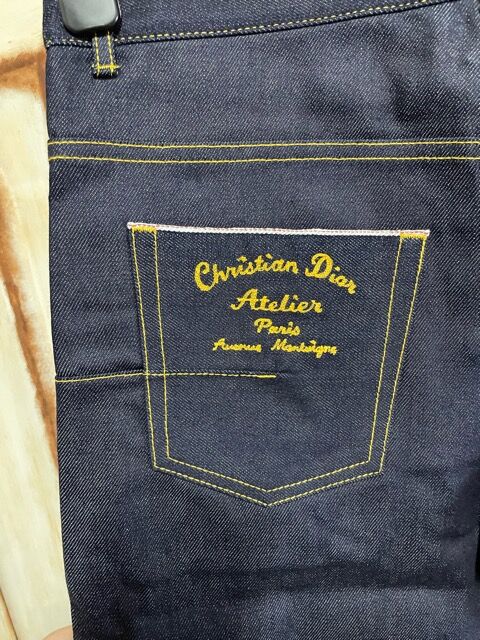 Christian Dior
Atelier
Paris
Avenue Montaigne